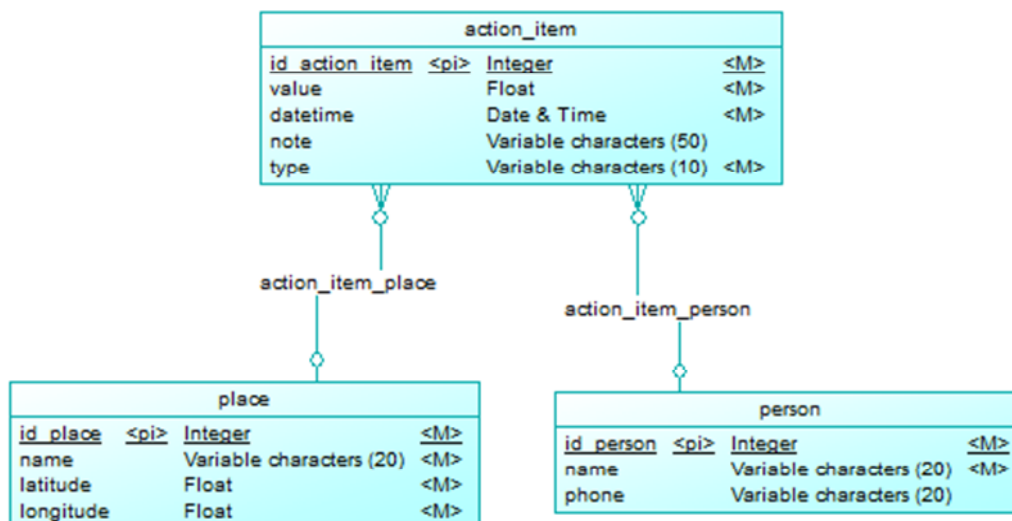 action_item
id_action_item <pi> Integer <M>
value Float <M>
datetime Date & Time <M>
note Variable characters (50)
type Variable characters (10) <M>
action_item_place
action_item_person
place
id_place <pi> Integer <M>
name Variable characters (20) <M>
latitude Float <M>
longitude Float <M>
person
id_person <pi> Integer <M>
name Variable characters (20) <M>
phone Variable characters (20)